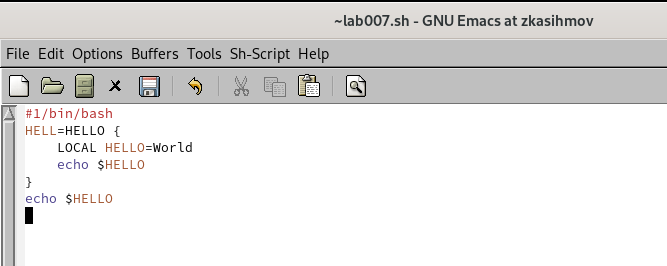 ~lab007.sh - GNU Emacs at zkasihmov
File Edit Options Buffers Tools Sh-Script Help
#1/bin/bash
HELL=HELLO {
    LOCAL HELLO=World
    echo $HELLO
}
echo $HELLO